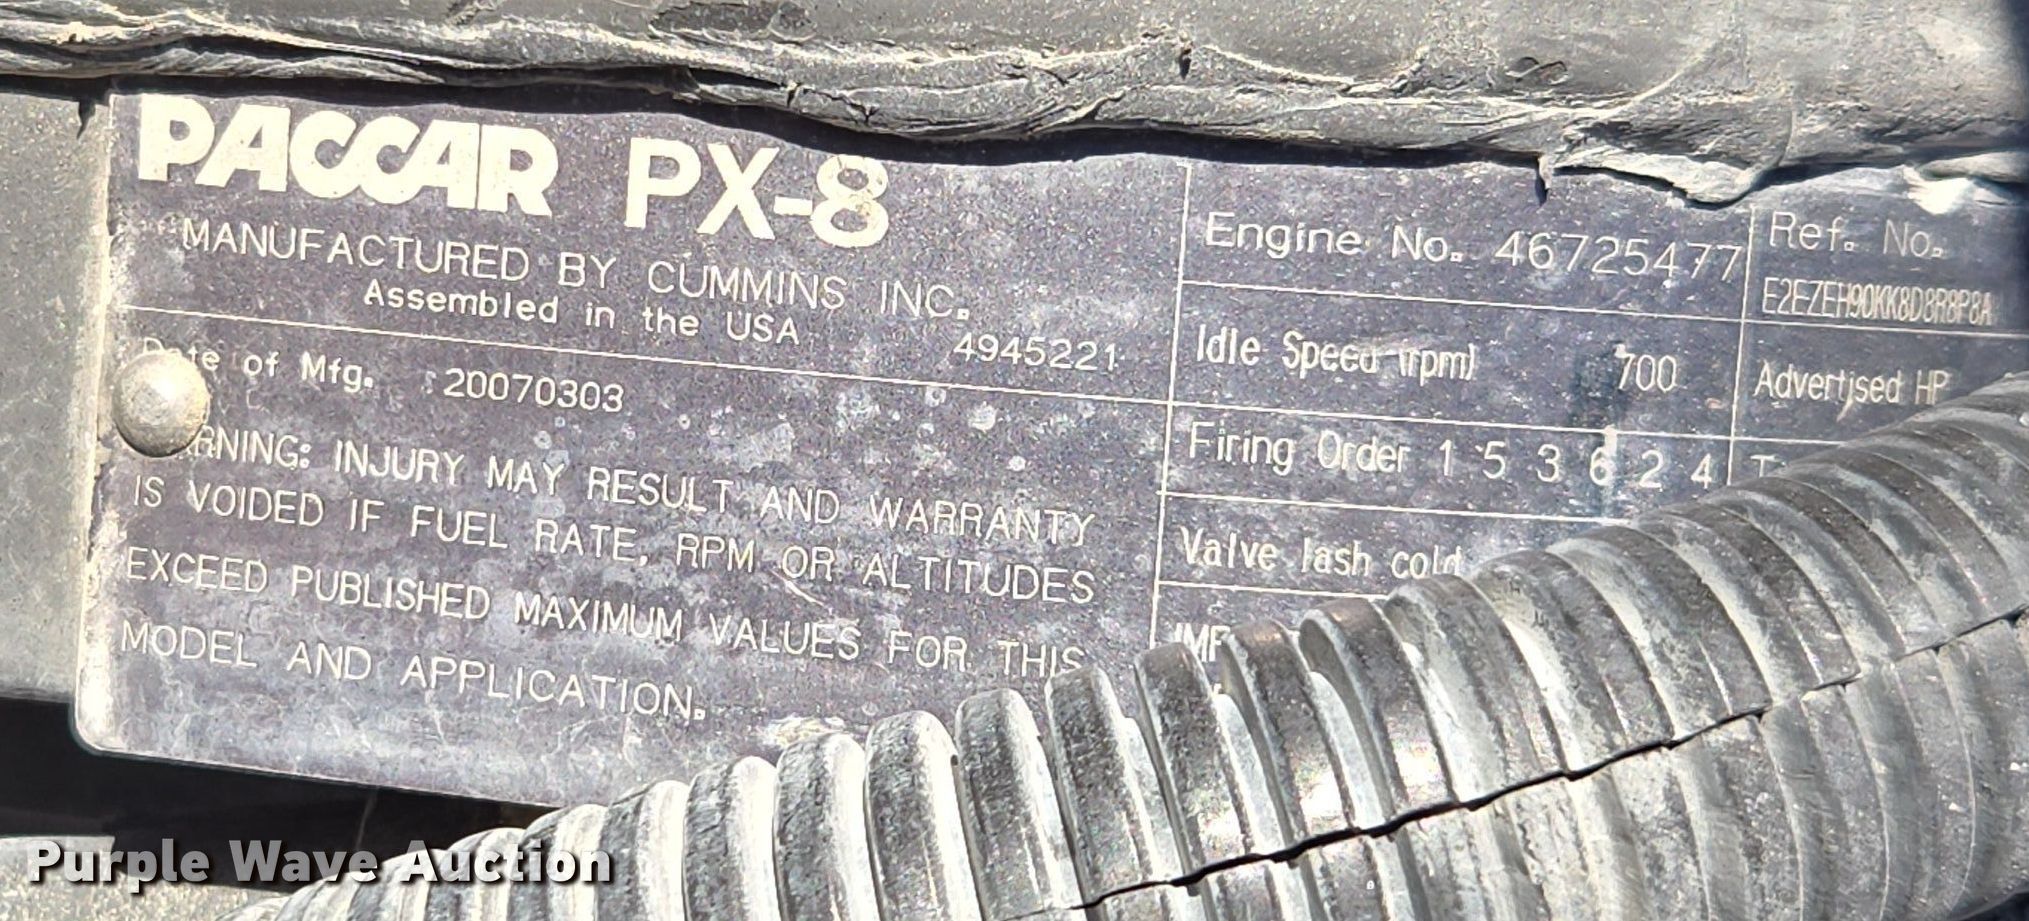 PACCAR PX-8
MANUFACTURED BY CUMMINS INC.
Assembled in the USA 4945221
Date of Mfg. 20070303
WARNING: INJURY MAY RESULT AND WARRANTY
IS VOIDED IF FUEL RATE, RPM OR ALTITUDES
EXCEED PUBLISHED MAXIMUM VALUES FOR THIS
MODEL AND APPLICATION.
Engine No. 46725477
Idle Speed (rpm) 700
Firing Order 1 5 3 6 2 4
Valve lash cold
Ref. No.
E2EZEH90KK8D8R8P8A
Advertised HP
Purple Wave Auction